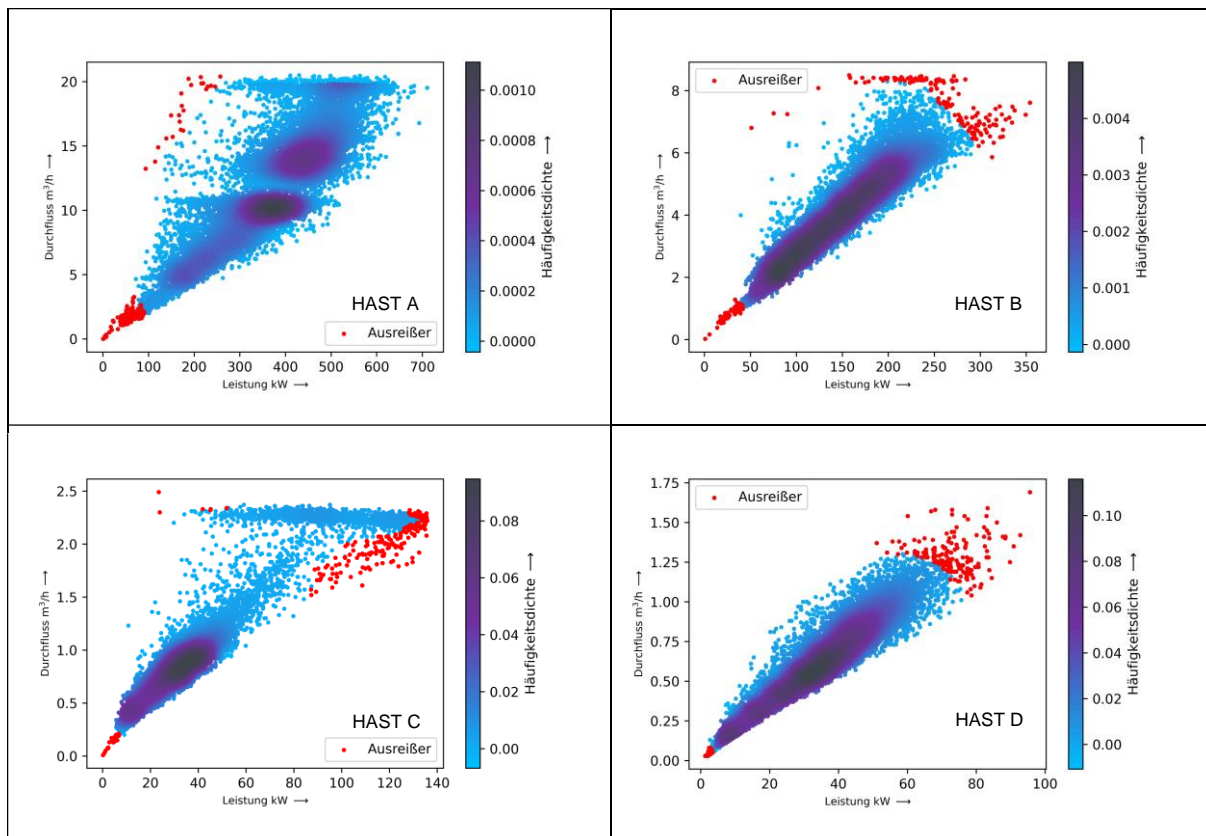 20
15
10
5
0
Durchfluss m³/h ⟶
0 100 200 300 400 500 600 700
Leistung kW ⟶
HAST A
Ausreißer
0.0010
0.0008
0.0006
0.0004
0.0002
0.0000
Häufigkeitsdichte ⟶
Ausreißer
8
6
4
2
0
Durchfluss m³/h ⟶
0 50 100 150 200 250 300 350
Leistung kW ⟶
HAST B
0.004
0.003
0.002
0.001
0.000
Häufigkeitsdichte ⟶
2.5
2.0
1.5
1.0
0.5
0.0
Durchfluss m³/h ⟶
0 20 40 60 80 100 120 140
Leistung kW ⟶
HAST C
Ausreißer
0.08
0.06
0.04
0.02
0.00
Häufigkeitsdichte ⟶
Ausreißer
1.75
1.50
1.25
1.00
0.75
0.50
0.25
0.00
Durchfluss m³/h ⟶
0 20 40 60 80 100
Leistung kW ⟶
HAST D
0.10
0.08
0.06
0.04
0.02
0.00
Häufigkeitsdichte ⟶